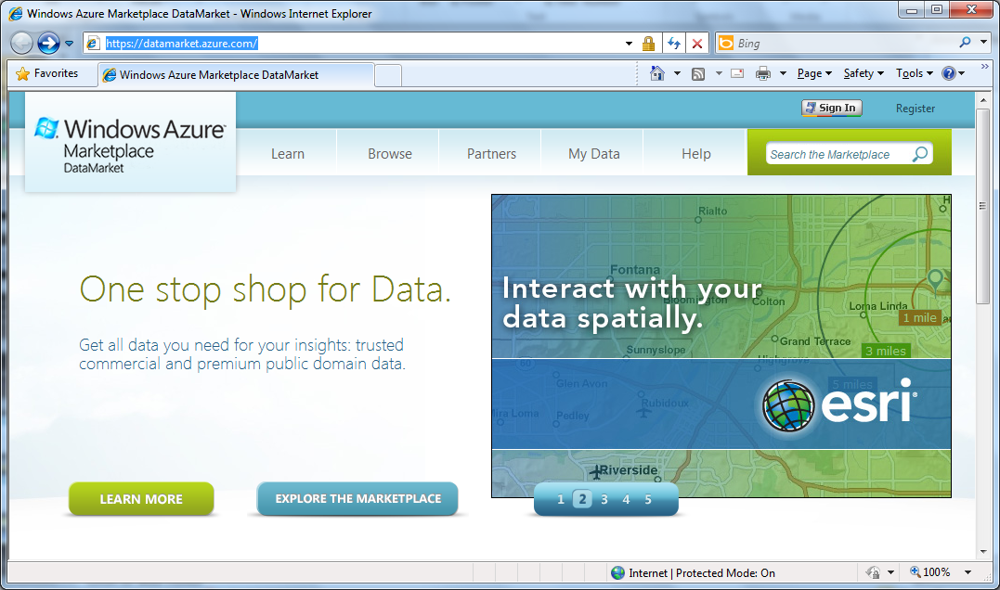 Windows Azure Marketplace DataMarket - Windows Internet Explorer
https://datamarket.azure.com/
Bing
Favorites
Windows Azure Marketplace DataMarket
Page
Safety
Tools
Sign In
Register
Windows Azure
Marketplace
DataMarket
Learn
Browse
Partners
My Data
Help
Search the Marketplace
One stop shop for Data.
Get all data you need for your insights: trusted
commercial and premium public domain data.
LEARN MORE
EXPLORE THE MARKETPLACE
Rialto
H
Fontana
Interact with your
data spatially.
Bloomington
Colton
Loma Linda
1 mile
Grand Terrace
Sunnyslope
3 miles
Highgrove
60
Glen Avon
5 miles
Rubidoux
Mira Loma
Pedley
esri
Riverside
1 2 3 4 5
Internet | Protected Mode: On
100%